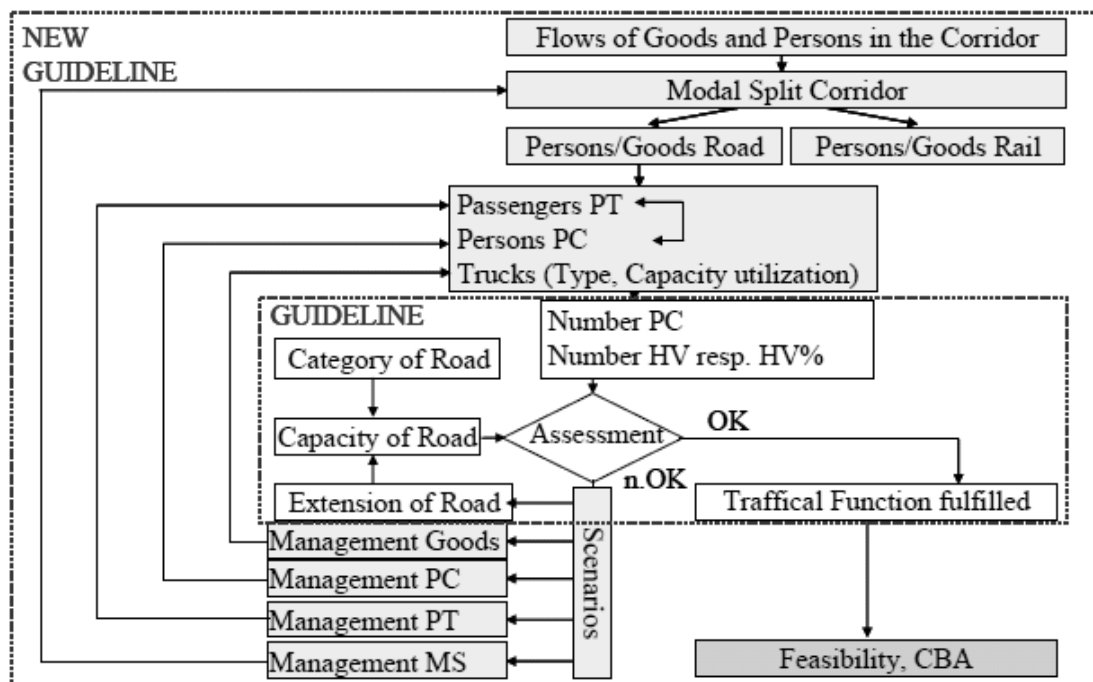 NEW
GUIDELINE
Flows of Goods and Persons in the Corridor
Modal Split Corridor
Persons/Goods Road
Persons/Goods Rail
Passengers PT
Persons PC
Trucks (Type, Capacity utilization)
GUIDELINE
Number PC
Number HV resp. HV%
Category of Road
Capacity of Road
Assessment
OK
n.OK
Extension of Road
Traffical Function fulfilled
Scenarios
Management Goods
Management PC
Management PT
Management MS
Feasibility, CBA